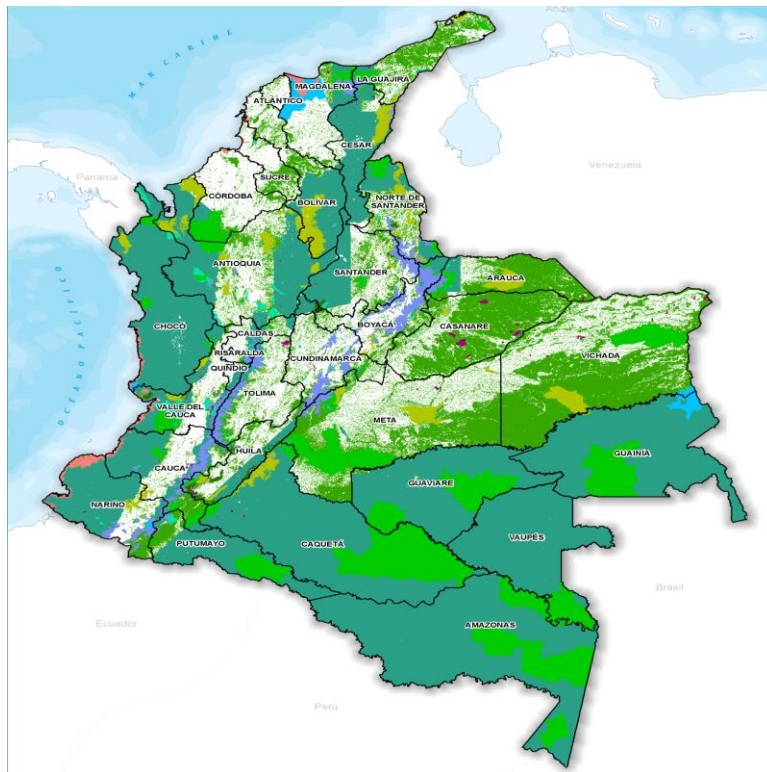 Aruba
MAR CARIBE
LA GUAJIRA
MAGDALENA
ATLÁNTICO
CESAR
Panamá
Venezuela
SUCRE
CÓRDOBA
BOLÍVAR
NORTE DE
SANTANDER
ANTIOQUIA
SANTANDER
ARAUCA
OCEANO PACÍFICO
CHOCÓ
CALDAS
BOYACÁ
CASANARE
RISARALDA
CUNDINAMARCA
VICHADA
QUINDÍO
TOLIMA
VALLE DEL
CAUCA
META
HUILA
GUAINÍA
CAUCA
GUAVIARE
NARIÑO
PUTUMAYO
CAQUETÁ
VAUPÉS
Brasil
Ecuador
AMAZONAS
Perú